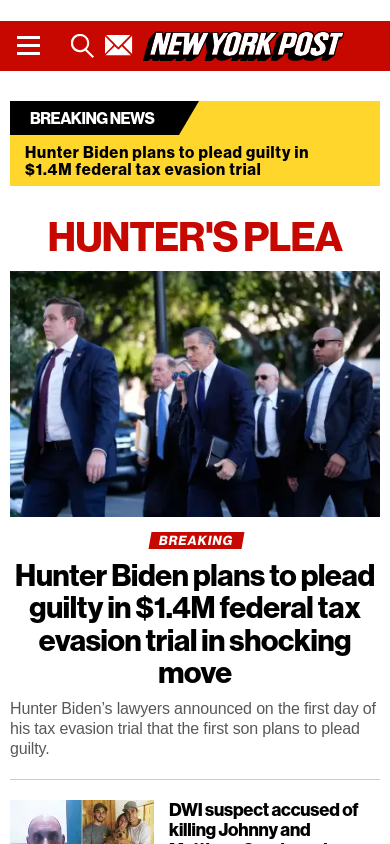 NEW YORK POST
BREAKING NEWS
Hunter Biden plans to plead guilty in
$1.4M federal tax evasion trial
HUNTER'S PLEA
BREAKING
Hunter Biden plans to plead
guilty in $1.4M federal tax
evasion trial in shocking
move
Hunter Biden’s lawyers announced on the first day of
his tax evasion trial that the first son plans to plead
guilty.
DWI suspect accused of
killing Johnny and